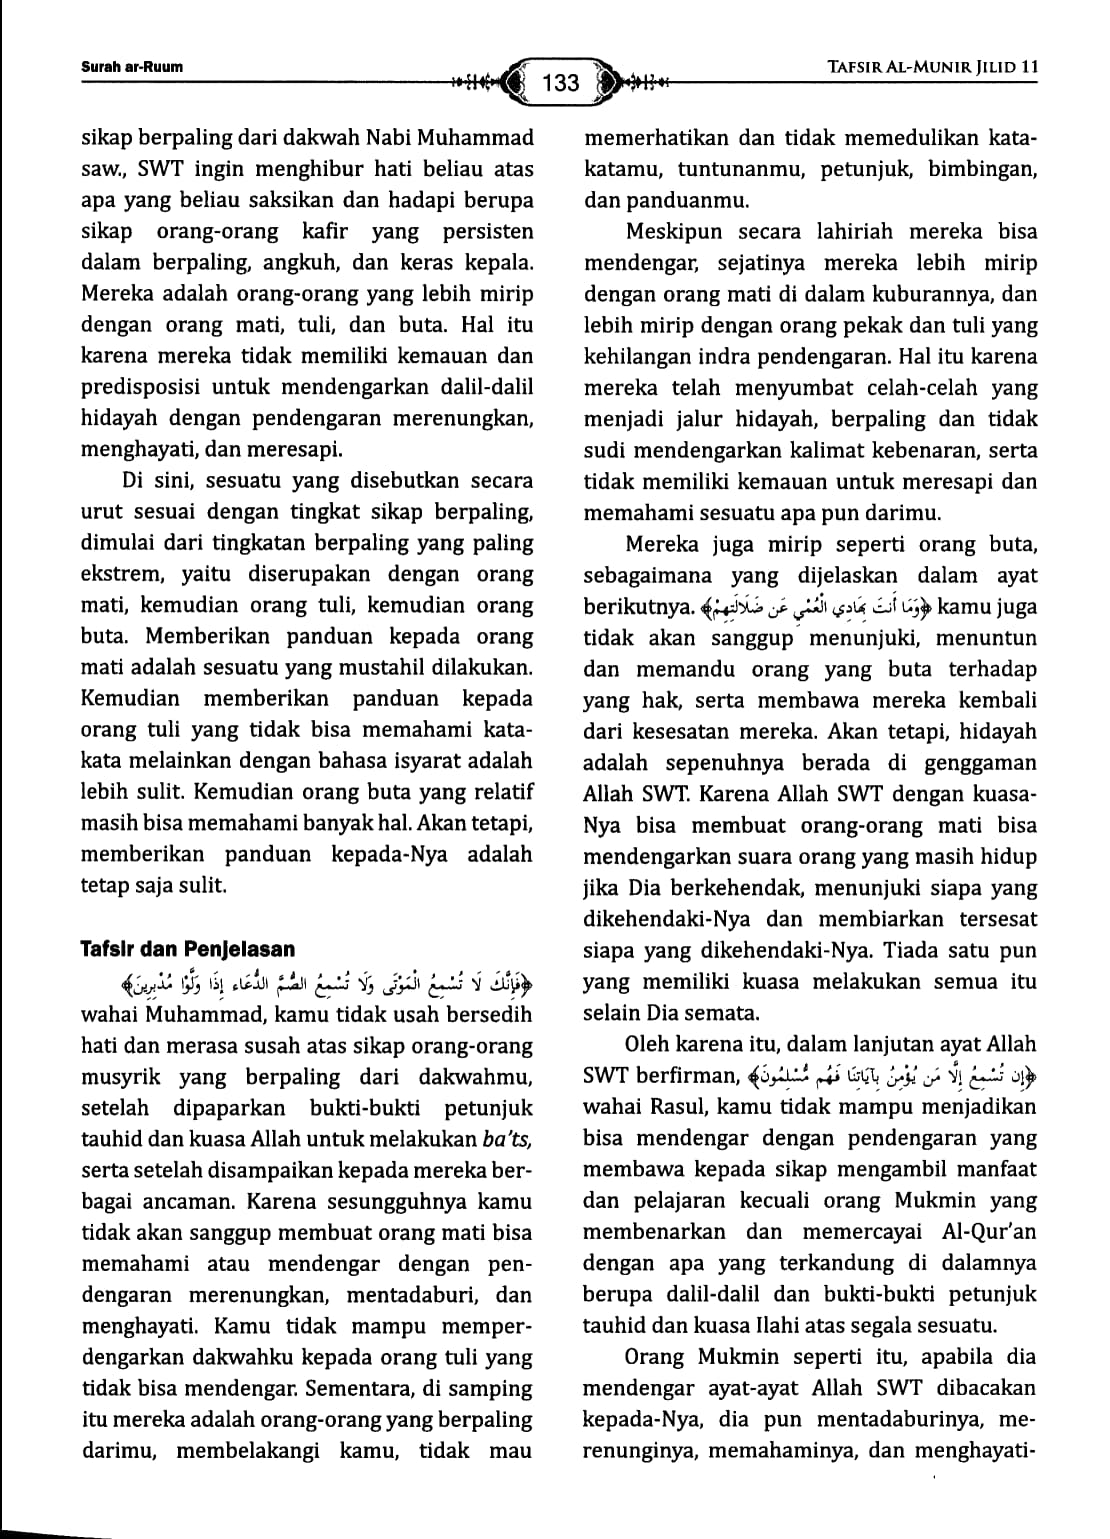 Surah ar-Ruum
133
TAFSIR AL-MUNIR JILID 11
sikap berpaling dari dakwah Nabi Muhammad
saw., SWT ingin menghibur hati beliau atas
apa yang beliau saksikan dan hadapi berupa
sikap orang-orang kafir yang persisten
dalam berpaling, angkuh, dan keras kepala.
Mereka adalah orang-orang yang lebih mirip
dengan orang mati, tuli, dan buta. Hal itu
karena mereka tidak memiliki kemauan dan
predisposisi untuk mendengarkan dalil-dalil
hidayah dengan pendengaran merenungkan,
menghayati, dan meresapi.
Di sini, sesuatu yang disebutkan secara
urut sesuai dengan tingkat sikap berpaling,
dimulai dari tingkatan berpaling yang paling
ekstrem, yaitu diserupakan dengan orang
mati, kemudian orang tuli, kemudian orang
buta. Memberikan panduan kepada orang
mati adalah sesuatu yang mustahil dilakukan.
Kemudian memberikan panduan kepada
orang tuli yang tidak bisa memahami kata-
kata melainkan dengan bahasa isyarat adalah
lebih sulit. Kemudian orang buta yang relatif
masih bisa memahami banyak hal. Akan tetapi,
memberikan panduan kepada-Nya adalah
tetap saja sulit.
Tafsir dan Penjelasan
﴿فَإِنَّكَ لَا تُسْمِعُ الْمَوْتَى وَلَا تُسْمِعُ الصُّمَّ الدُّعَاء إِذَا وَلَّوْا مُدْبِرِينَ﴾
wahai Muhammad, kamu tidak usah bersedih
hati dan merasa susah atas sikap orang-orang
musyrik yang berpaling dari dakwahmu,
setelah dipaparkan bukti-bukti petunjuk
tauhid dan kuasa Allah untuk melakukan ba’ts,
serta setelah disampaikan kepada mereka ber-
bagai ancaman. Karena sesungguhnya kamu
tidak akan sanggup membuat orang mati bisa
memahami atau mendengar dengan pen-
dengaran merenungkan, mentadaburi, dan
menghayati. Kamu tidak mampu memper-
dengarkan dakwahku kepada orang tuli yang
tidak bisa mendengar. Sementara, di samping
itu mereka adalah orang-orang yang berpaling
darimu, membelakangi kamu, tidak mau
memerhatikan dan tidak memedulikan kata-
katamu, tuntunanmu, petunjuk, bimbingan,
dan panduanmu.
Meskipun secara lahiriah mereka bisa
mendengar, sejatinya mereka lebih mirip
dengan orang mati di dalam kuburannya, dan
lebih mirip dengan orang pekak dan tuli yang
kehilangan indra pendengaran. Hal itu karena
mereka telah menyumbat celah-celah yang
menjadi jalur hidayah, berpaling dan tidak
sudi mendengarkan kalimat kebenaran, serta
tidak memiliki kemauan untuk meresapi dan
memahami sesuatu apa pun darimu.
Mereka juga mirip seperti orang buta,
sebagaimana yang dijelaskan dalam ayat
berikutnya. ﴿وَمَا أَنتَ بِهَادِي الْعُمْيِ عَن ضَلَالَتِهِمْ﴾ kamu juga
tidak akan sanggup menunjuki, menuntun
dan memandu orang yang buta terhadap
yang hak, serta membawa mereka kembali
dari kesesatan mereka. Akan tetapi, hidayah
adalah sepenuhnya berada di genggaman
Allah SWT. Karena Allah SWT dengan kuasa-
Nya bisa membuat orang-orang mati bisa
mendengarkan suara orang yang masih hidup
jika Dia berkehendak, menunjuki siapa yang
dikehendaki-Nya dan membiarkan tersesat
siapa yang dikehendaki-Nya. Tiada satu pun
yang memiliki kuasa melakukan semua itu
selain Dia semata.
Oleh karena itu, dalam lanjutan ayat Allah
SWT berfirman, ﴿إِن تُسْمِعُ إِلَّا مَن يُؤْمِنُ بِآيَاتِنَا فَهُم مُّسْلِمُونَ﴾
wahai Rasul, kamu tidak mampu menjadikan
bisa mendengar dengan pendengaran yang
membawa kepada sikap mengambil manfaat
dan pelajaran kecuali orang Mukmin yang
membenarkan dan memercayai Al-Qur’an
dengan apa yang terkandung di dalamnya
berupa dalil-dalil dan bukti-bukti petunjuk
tauhid dan kuasa Ilahi atas segala sesuatu.
Orang Mukmin seperti itu, apabila dia
mendengar ayat-ayat Allah SWT dibacakan
kepada-Nya, dia pun mentadaburinya, me-
renunginya, memahaminya, dan menghayati-